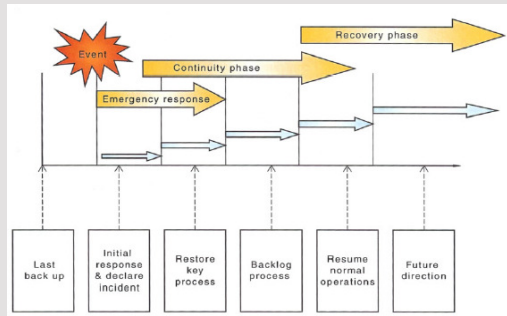 Recovery phase
Event
Continuity phase
Emergency response
Last
back up
Initial
response
& declare
incident
Restore
key
process
Backlog
process
Resume
normal
operations
Future
direction